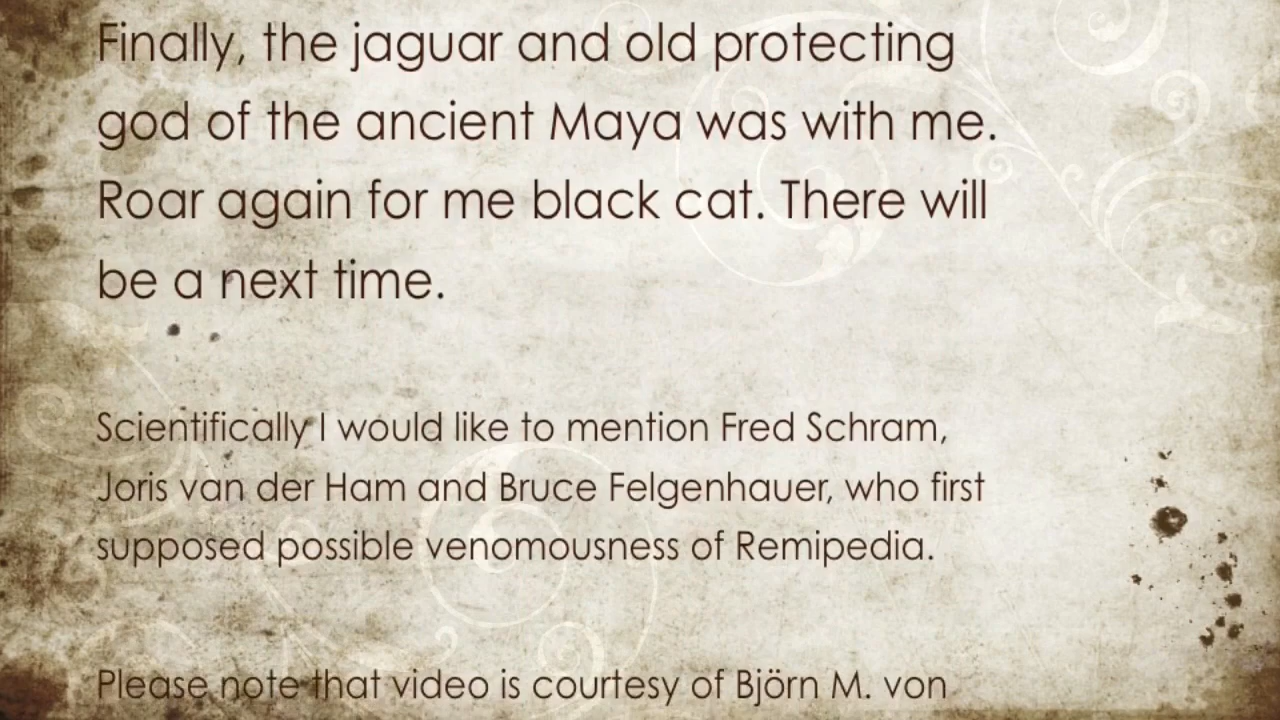 Finally, the jaguar and old protecting
god of the ancient Maya was with me.
Roar again for me black cat. There will
be a next time.
Scientifically I would like to mention Fred Schram,
Joris van der Ham and Bruce Felgenhauer, who first
supposed possible venomousness of Remipedia.
Please note that video is courtesy of Björn M. von